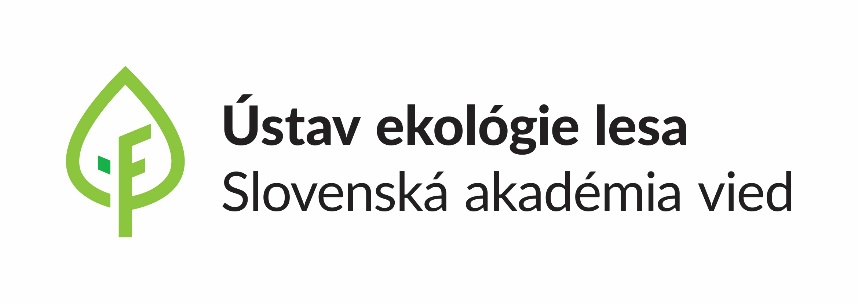 Ústav ekológie lesa
Slovenská akadémia vied